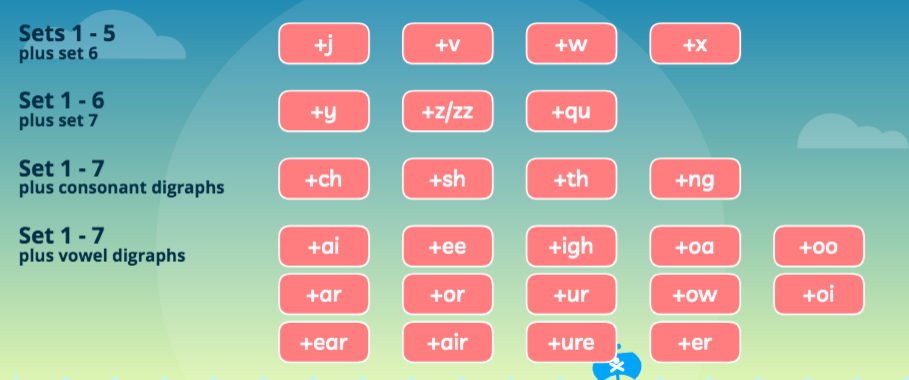 Sets 1 - 5
plus set 6
+j +v +w +x
Set 1 - 6
plus set 7
+y +z/zz +qu
Set 1 - 7
plus consonant digraphs
+ch +sh +th +ng
Set 1 - 7
plus vowel digraphs
+ai +ee +igh +oa +oo
+ar +or +ur +ow +oi
+ear +air +ure +er